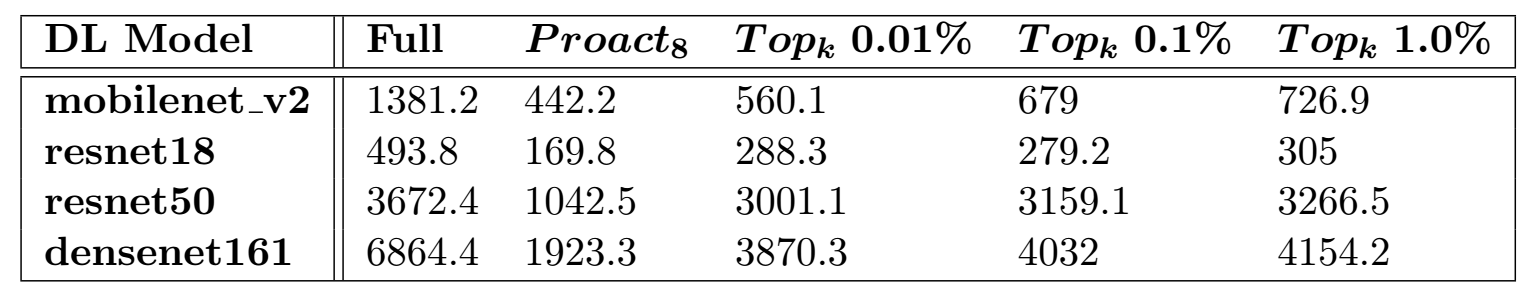 DL Model Full Proact8 Topk 0.01% Topk 0.1% Topk 1.0%
mobilenet_v2 1381.2 442.2 560.1 679 726.9
resnet18 493.8 169.8 288.3 279.2 305
resnet50 3672.4 1042.5 3001.1 3159.1 3266.5
densenet161 6864.4 1923.3 3870.3 4032 4154.2